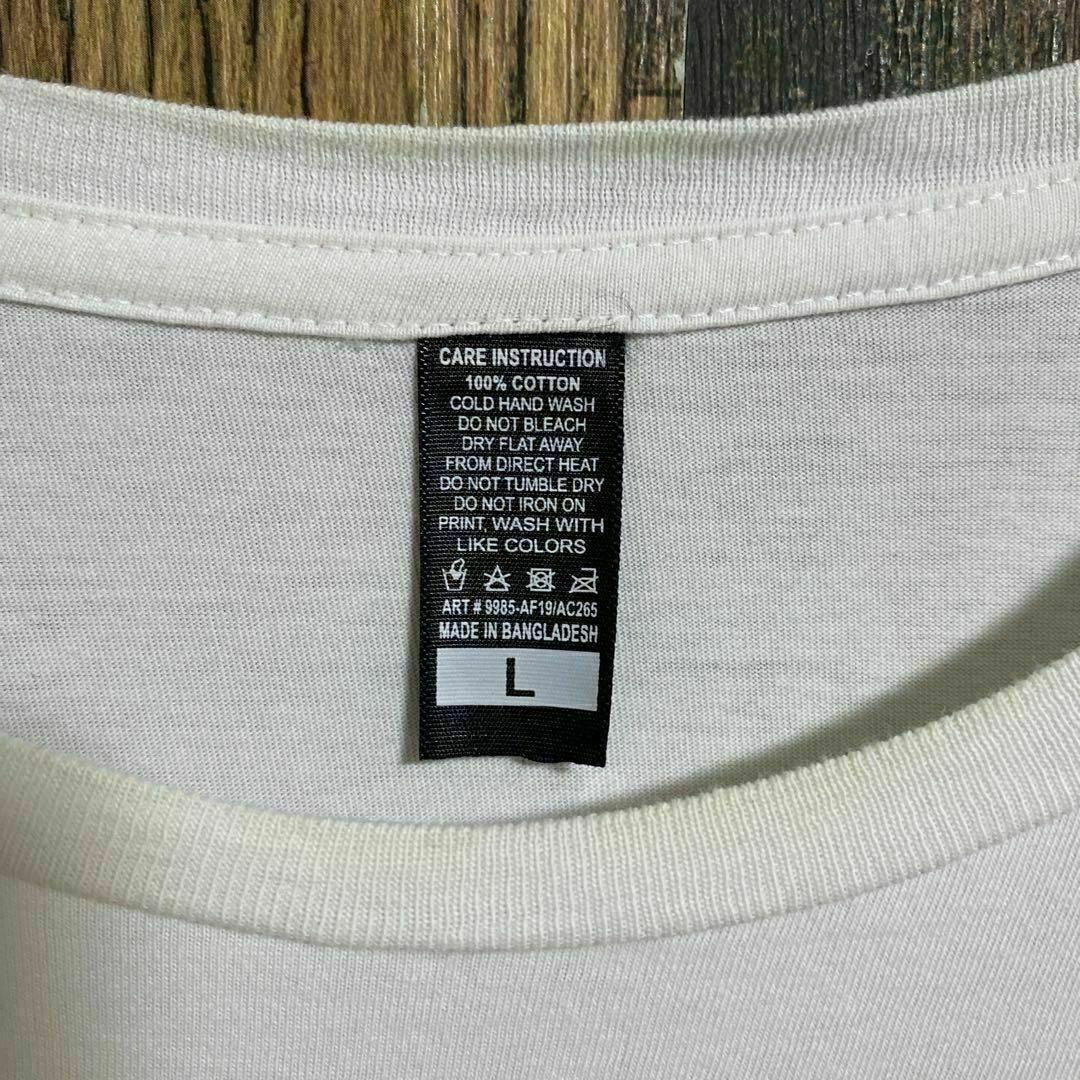 CARE INSTRUCTION
100% COTTON
COLD HAND WASH
DO NOT BLEACH
DRY FLAT AWAY
FROM DIRECT HEAT
DO NOT TUMBLE DRY
DO NOT IRON ON
PRINT, WASH WITH
LIKE COLORS
ART # 9985-AF19/AC265
MADE IN BANGLADESH
L